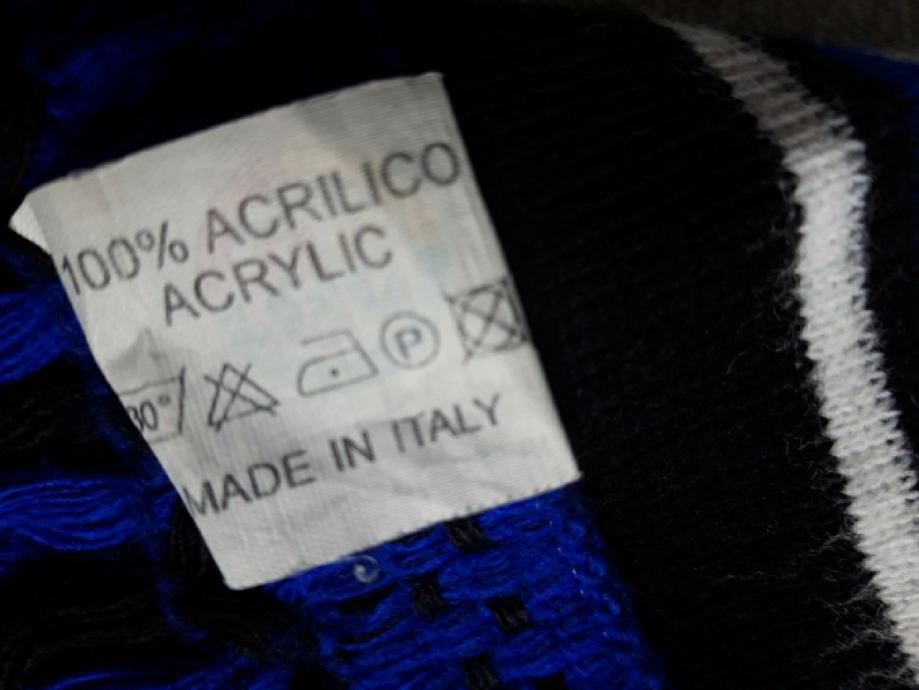 100% ACRILICO
ACRYLIC
30°
P
MADE IN ITALY